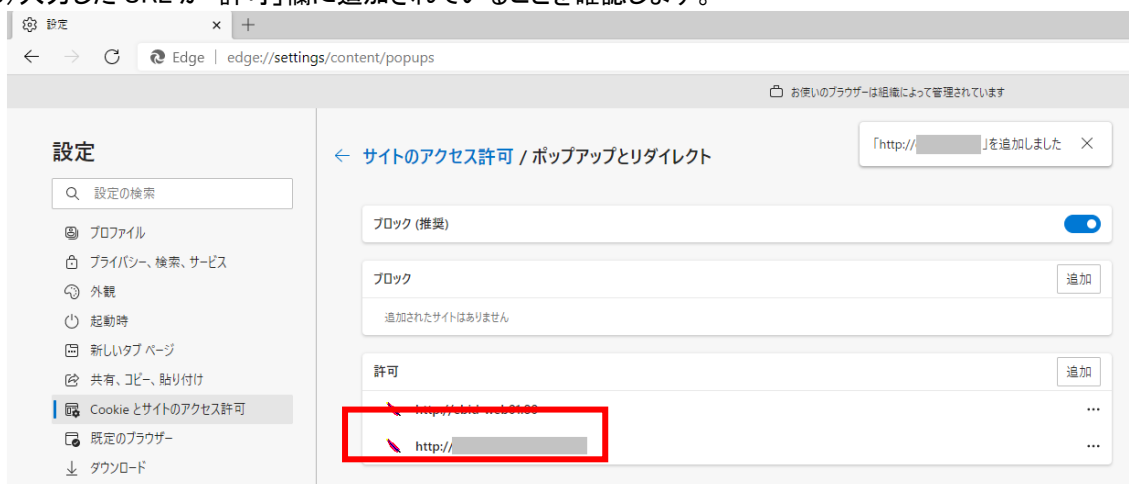 入力した URL が「許可」欄に追加されていることを確認します。
設定
Edge | edge://settings/content/popups
お使いのブラウザーは組織によって管理されています
設定
← サイトのアクセス許可 / ポップアップとリダイレクト
「http:// 」を追加しました
設定の検索
プロファイル
ブロック (推奨)
プライバシー、検索、サービス
外観
ブロック
追加
起動時
追加されたサイトはありません
新しいタブ ページ
共有、コピー、貼り付け
許可
追加
Cookie とサイトのアクセス許可
既定のブラウザー
http://
ダウンロード